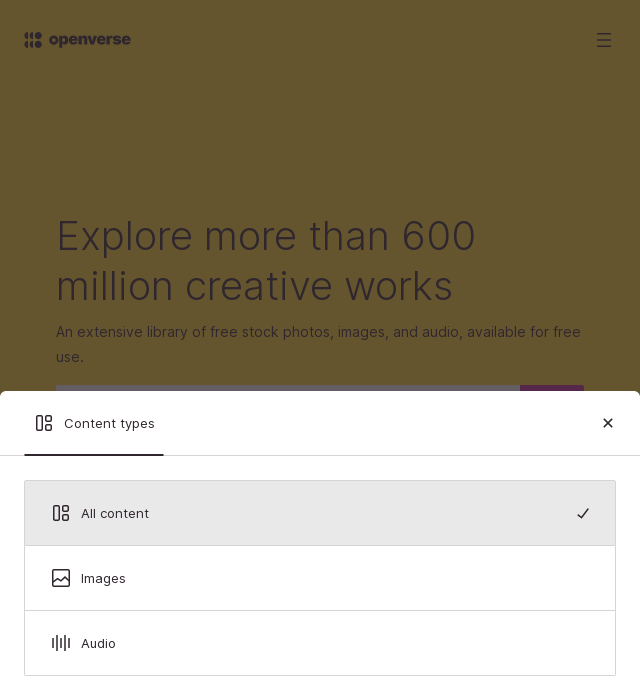 openverse
Explore more than 600
million creative works
An extensive library of free stock photos, images, and audio, available for free
use.
Content types
All content
Images
Audio